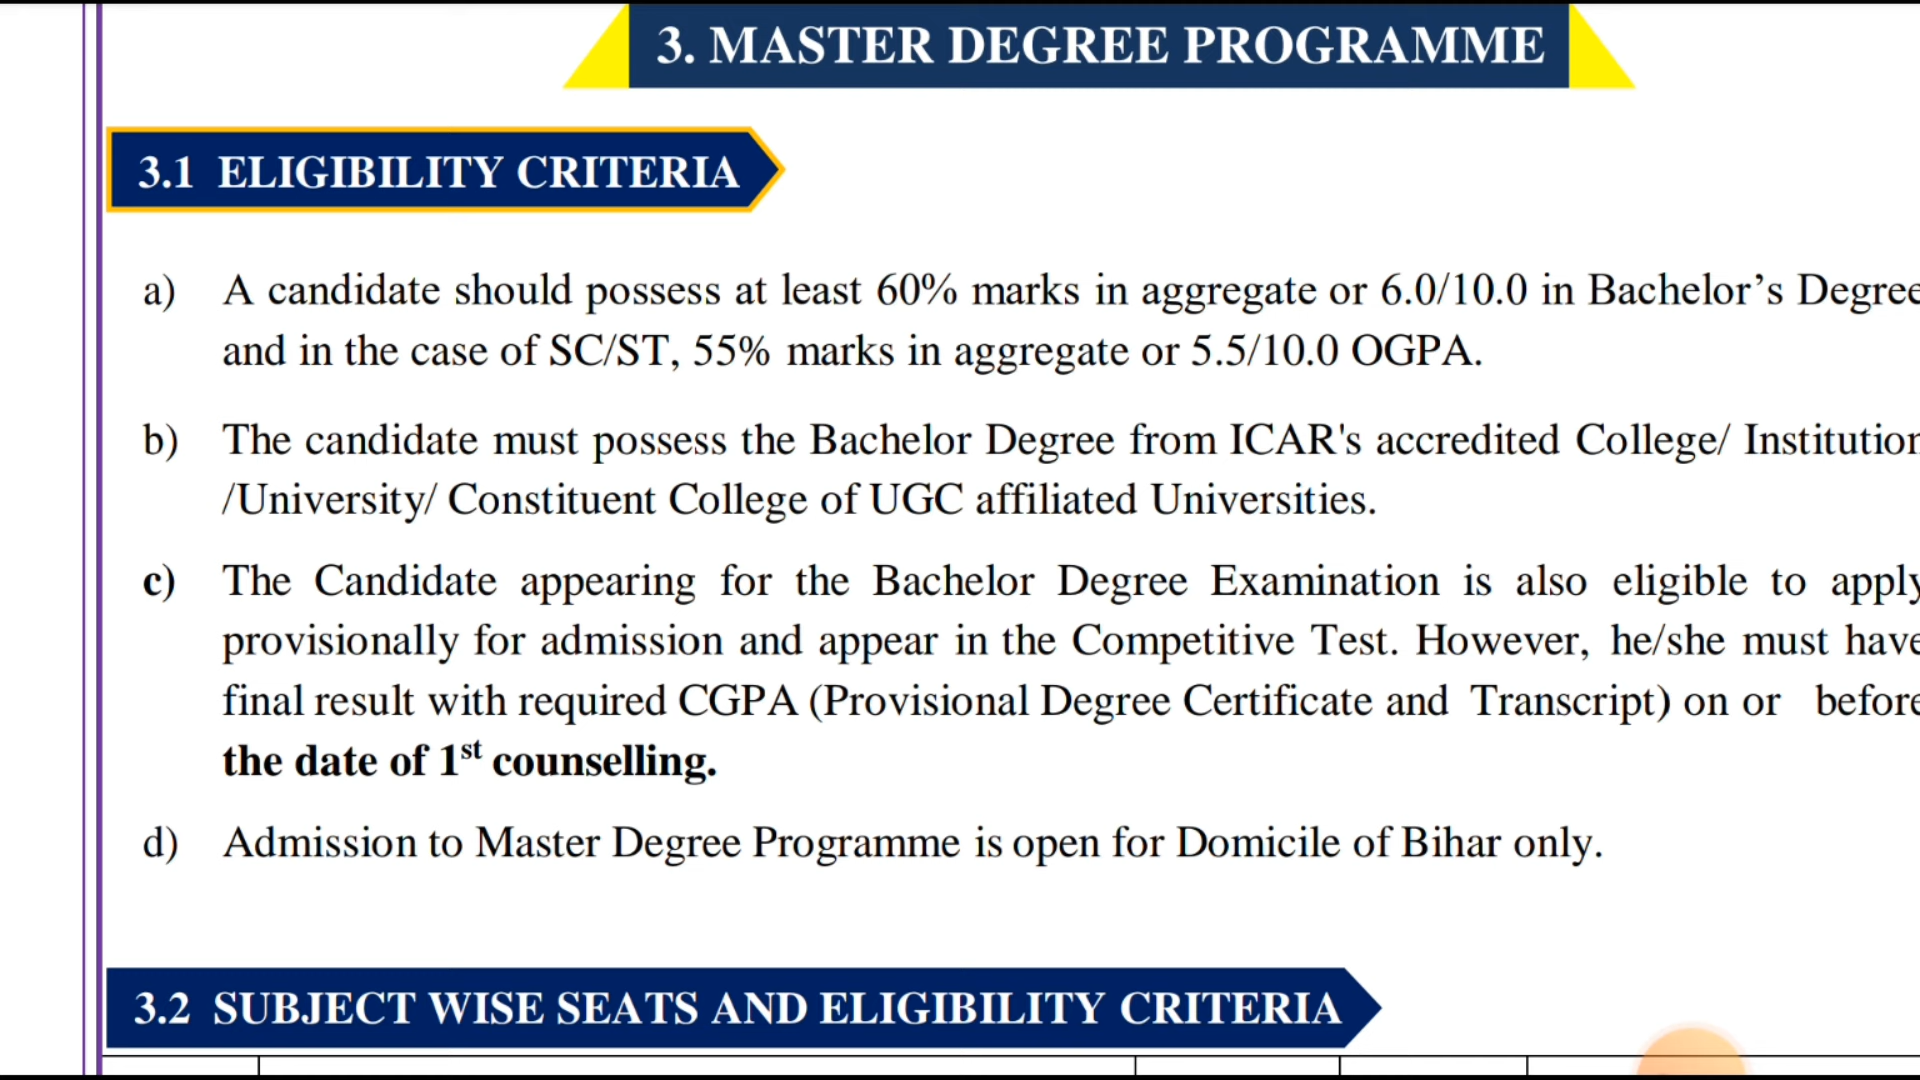 3. MASTER DEGREE PROGRAMME
3.1 ELIGIBILITY CRITERIA
a) A candidate should possess at least 60% marks in aggregate or 6.0/10.0 in Bachelor’s Degree
and in the case of SC/ST, 55% marks in aggregate or 5.5/10.0 OGPA.
b) The candidate must possess the Bachelor Degree from ICAR's accredited College/ Institution
/University/ Constituent College of UGC affiliated Universities.
c) The Candidate appearing for the Bachelor Degree Examination is also eligible to apply
provisionally for admission and appear in the Competitive Test. However, he/she must have
final result with required CGPA (Provisional Degree Certificate and Transcript) on or before
the date of 1st counselling.
d) Admission to Master Degree Programme is open for Domicile of Bihar only.
3.2 SUBJECT WISE SEATS AND ELIGIBILITY CRITERIA